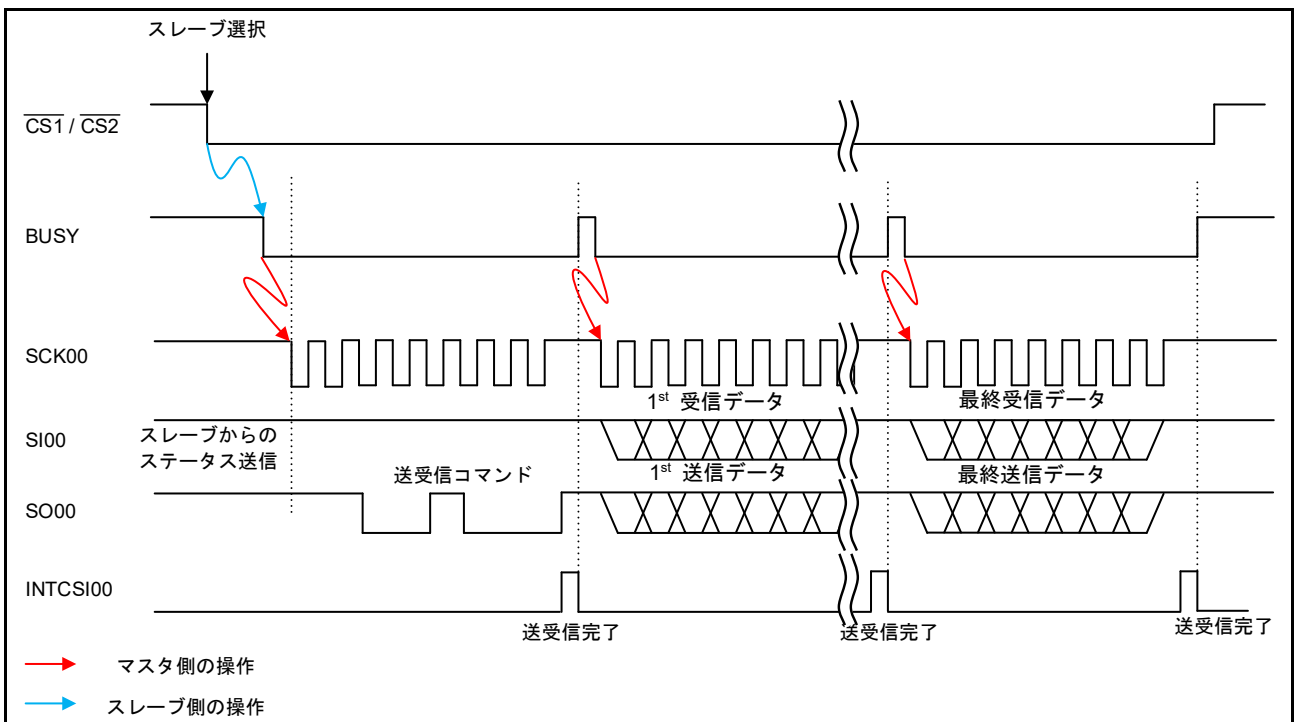 スレーブ選択
CS1 / CS2
BUSY
SCK00
1st 受信データ
最終受信データ
SI00
スレーブからの
ステータス送信
送受信コマンド
1st 送信データ
最終送信データ
SO00
INTCSI00
送受信完了
送受信完了
送受信完了
マスタ側の操作
スレーブ側の操作